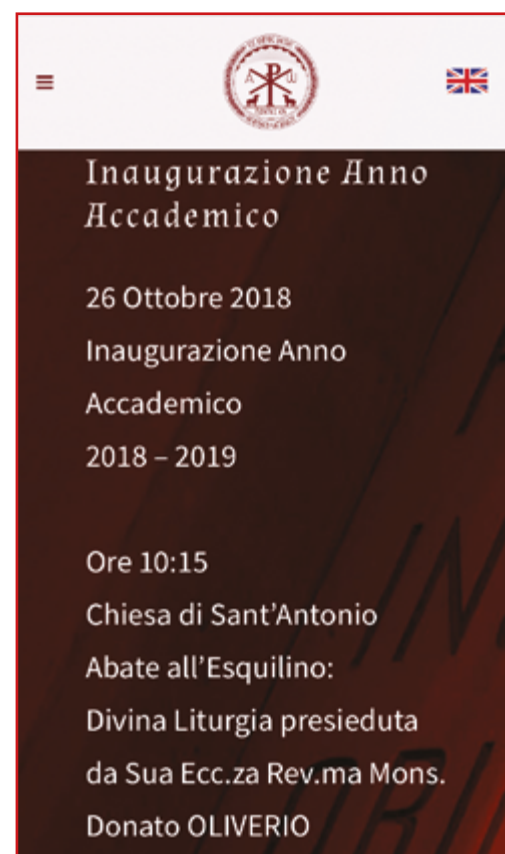 Inaugurazione Anno
Accademico
26 Ottobre 2018
Inaugurazione Anno
Accademico
2018 – 2019
Ore 10:15
Chiesa di Sant’Antonio
Abate all’Esquilino:
Divina Liturgia presieduta
da Sua Ecc.za Rev.ma Mons.
Donato OLIVERIO